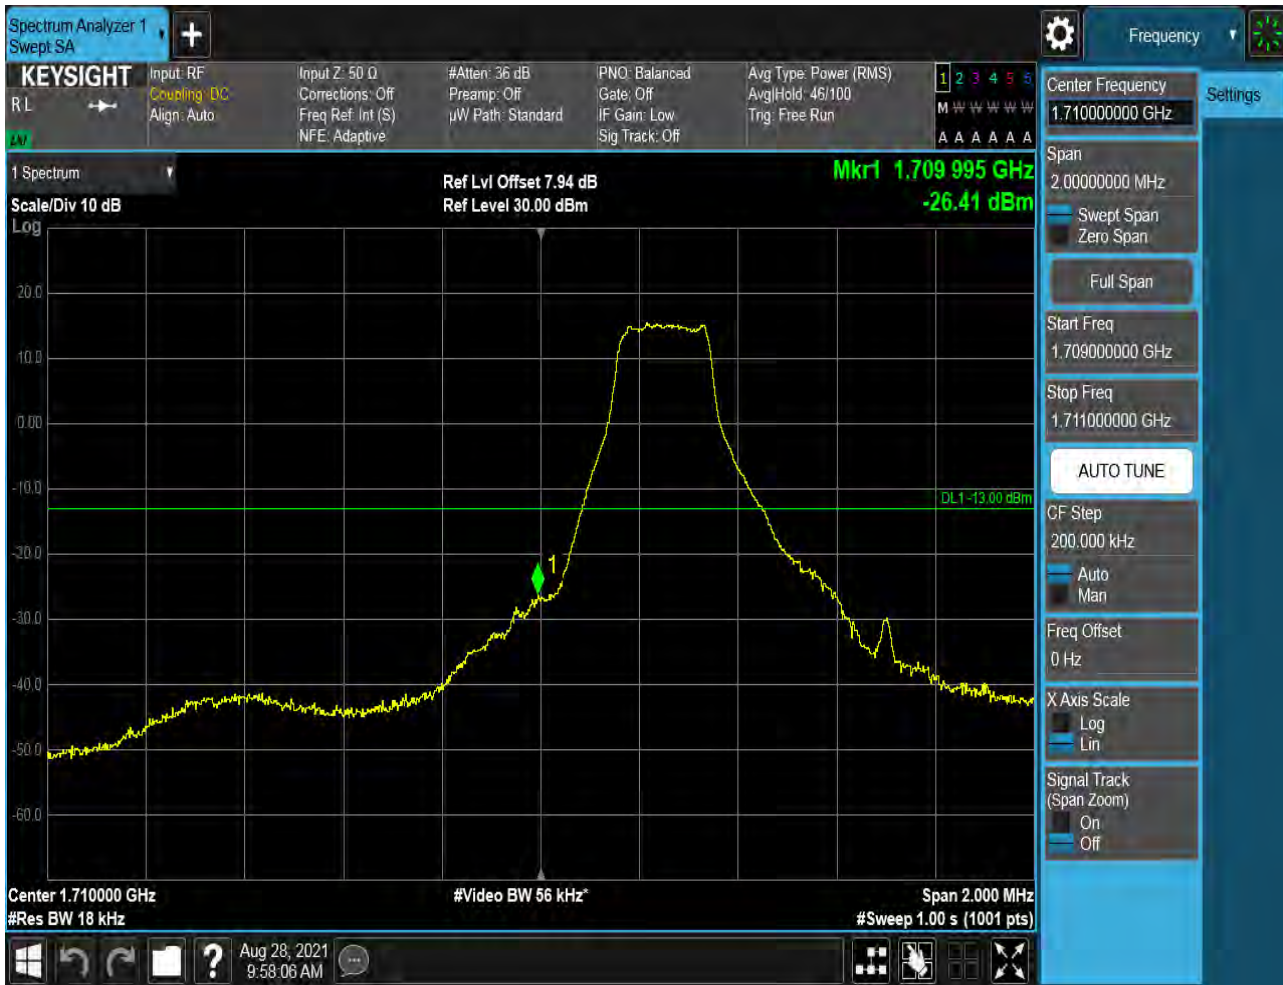 Spectrum Analyzer 1
Swept SA
Frequency
KEYSIGHT
R L
LXI
Input: RF
Coupling: DC
Align: Auto
Input Z: 50 Ω
Corrections: Off
Freq Ref: Int (S)
NFE: Adaptive
#Atten: 36 dB
Preamp: Off
µW Path: Standard
PNO: Balanced
Gate: Off
IF Gain: Low
Sig Track: Off
Avg Type: Power (RMS)
Avg|Hold: 46/100
Trig: Free Run
1 2 3 4 5 6
M W W W W W
A A A A A A
1 Spectrum
Scale/Div 10 dB
Log
Ref Lvl Offset 7.94 dB
Ref Level 30.00 dBm
Mkr1 1.709 995 GHz
-26.41 dBm
20.0
10.0
0.00
-10.0
DL1 -13.00 dBm
-20.0
1
-30.0
-40.0
-50.0
-60.0
Center 1.710000 GHz
#Res BW 18 kHz
#Video BW 56 kHz*
Span 2.000 MHz
#Sweep 1.00 s (1001 pts)
Aug 28, 2021
9:58:06 AM
Center Frequency
1.710000000 GHz
Settings
Span
2.00000000 MHz
Swept Span
Zero Span
Full Span
Start Freq
1.709000000 GHz
Stop Freq
1.711000000 GHz
AUTO TUNE
CF Step
200.000 kHz
Auto
Man
Freq Offset
0 Hz
X Axis Scale
Log
Lin
Signal Track
(Span Zoom)
On
Off